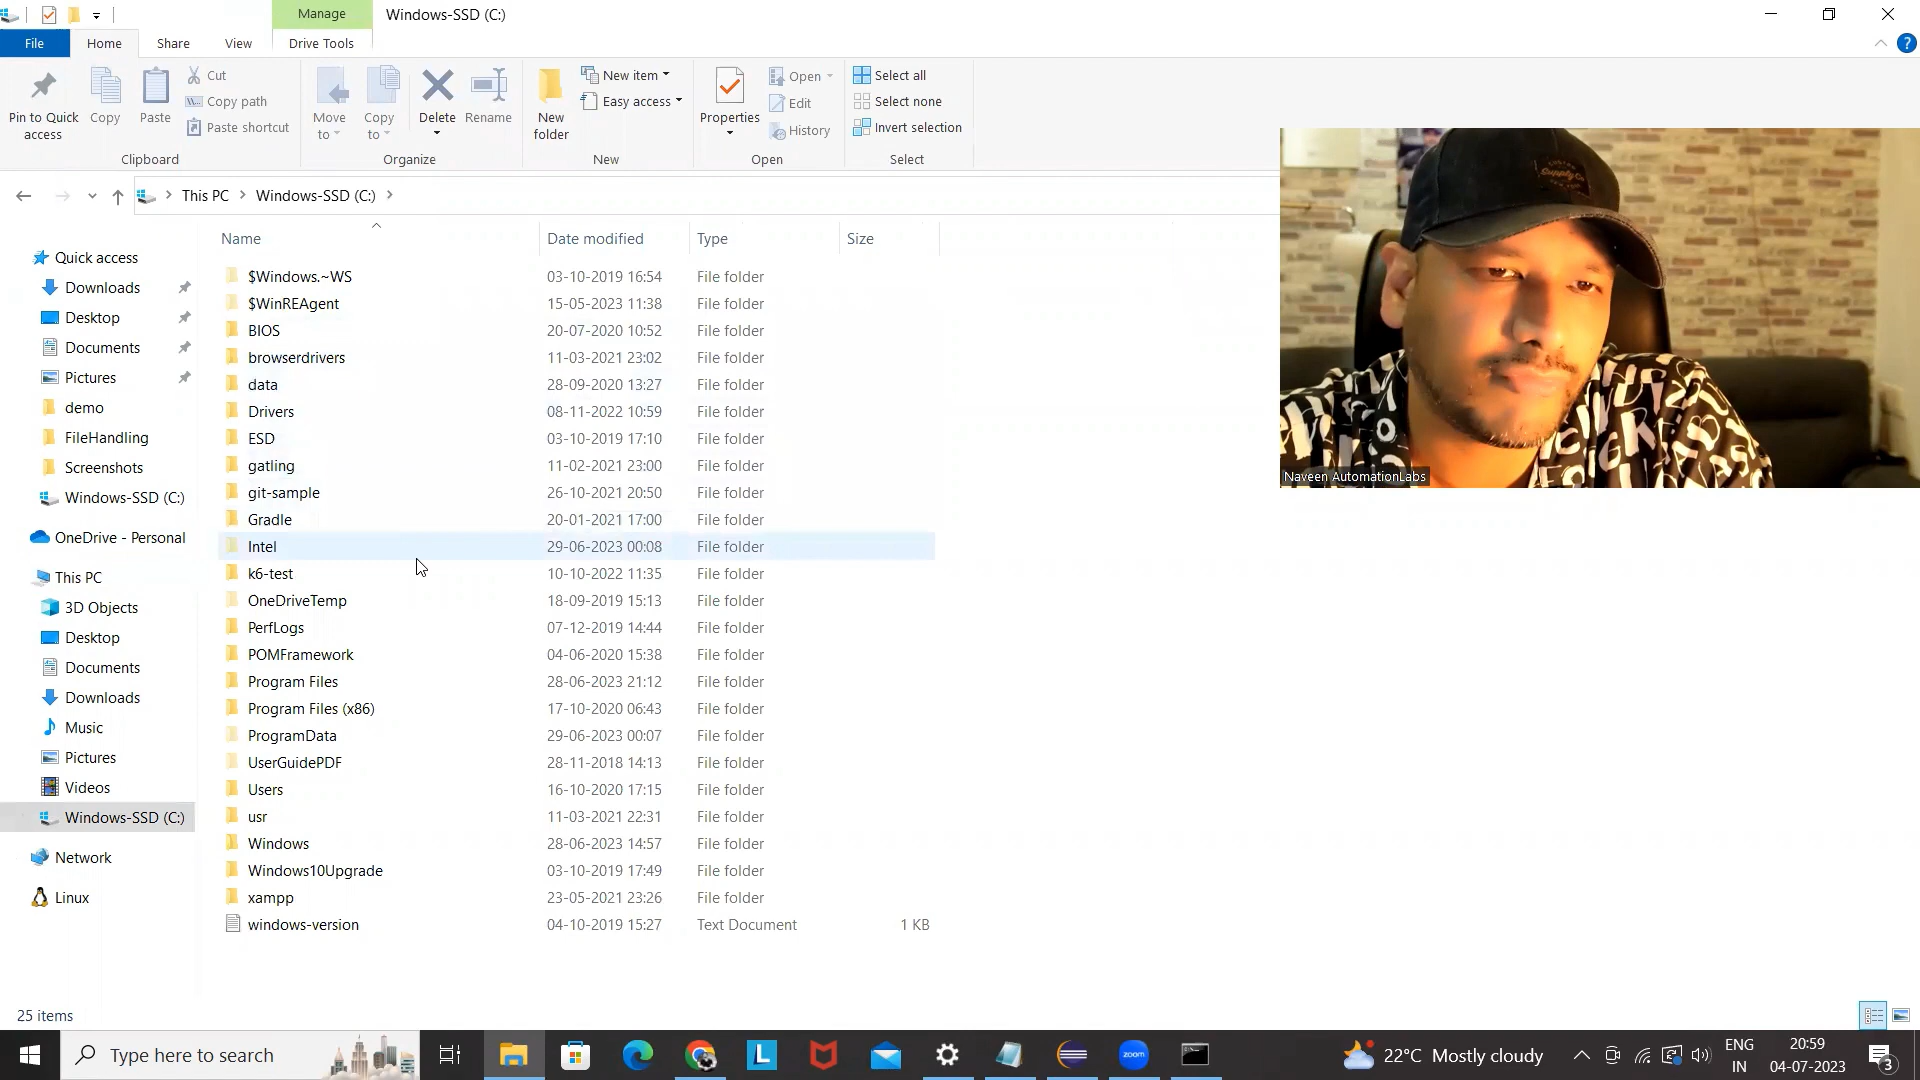 Manage
Windows-SSD (C:)
File
Home
Share
View
Drive Tools
Pin to Quick access
Copy
Paste
Cut
Copy path
Paste shortcut
Clipboard
Move to
Copy to
Delete
Rename
Organize
New folder
New item
Easy access
New
Properties
Open
Edit
History
Open
Select all
Select none
Invert selection
Select
This PC
Windows-SSD (C:)
Quick access
Downloads
Desktop
Documents
Pictures
demo
FileHandling
Screenshots
Windows-SSD (C:)
OneDrive - Personal
This PC
3D Objects
Desktop
Documents
Downloads
Music
Pictures
Videos
Windows-SSD (C:)
Network
Linux
Name Date modified Type Size
$Windows.~WS 03-10-2019 16:54 File folder
$WinREAgent 15-05-2023 11:38 File folder
BIOS 20-07-2020 10:52 File folder
browserdrivers 11-03-2021 23:02 File folder
data 28-09-2020 13:27 File folder
Drivers 08-11-2022 10:59 File folder
ESD 03-10-2019 17:10 File folder
gatling 11-02-2021 23:00 File folder
git-sample 26-10-2021 20:50 File folder
Gradle 20-01-2021 17:00 File folder
Intel 29-06-2023 00:08 File folder
k6-test 10-10-2022 11:35 File folder
OneDriveTemp 18-09-2019 15:13 File folder
PerfLogs 07-12-2019 14:44 File folder
POMFramework 04-06-2020 15:38 File folder
Program Files 28-06-2023 21:12 File folder
Program Files (x86) 17-10-2020 06:43 File folder
ProgramData 29-06-2023 00:07 File folder
UserGuidePDF 28-11-2018 14:13 File folder
Users 16-10-2020 17:15 File folder
usr 11-03-2021 22:31 File folder
Windows 28-06-2023 14:57 File folder
Windows10Upgrade 03-10-2019 17:49 File folder
xampp 23-05-2021 23:26 File folder
windows-version 04-10-2019 15:27 Text Document 1 KB
Naveen AutomationLabs
25 items
Type here to search
L
zoom
22°C Mostly cloudy
ENG
IN
20:59
04-07-2023
3